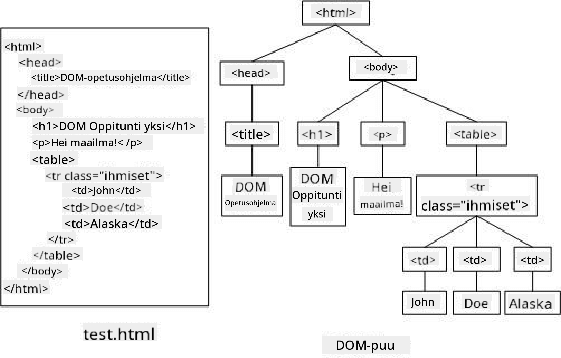 <html>
<head>
<title>DOM-opetusohjelma</title>
</head>
<body>
<h1>DOM Oppitunti yksi</h1>
<p>Hei maailma!</p>
<table>
<tr class="ihmiset">
<td>John</td>
<td>Doe</td>
<td>Alaska</td>
</tr>
</table>
</body>
</html>
test.html
<html>
<head>
<body>
<title>
<h1>
<p>
<table>
DOM
Opetusohjelma
DOM
Oppitunti
yksi
Hei
maailma!
<tr
class="ihmiset">
<td>
<td>
<td>
John
Doe
Alaska
DOM-puu